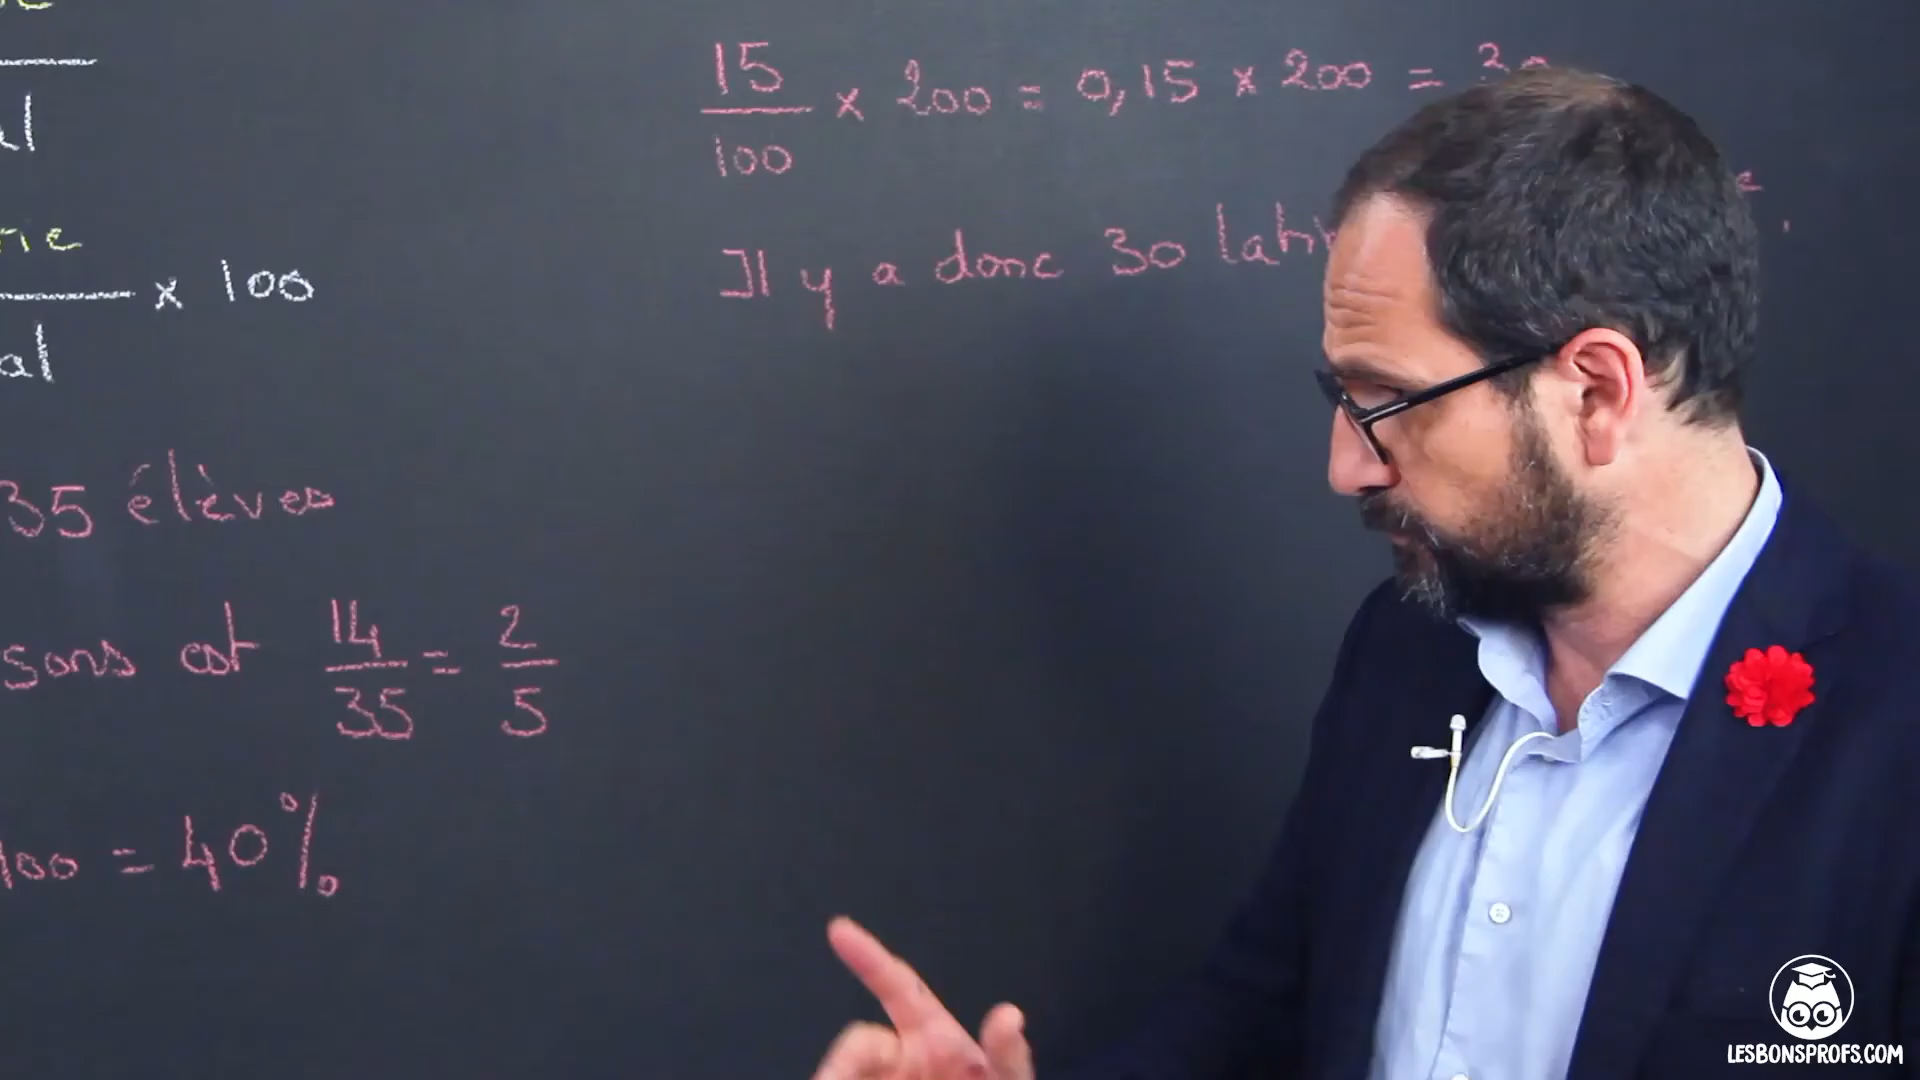 al
× 100
al
35 élèves
sons est 14/35 = 2/5
100 = 40%
15/100 × 200 = 0,15 × 200 = 30
Il y a donc 30
LESBONSPROFS.COM